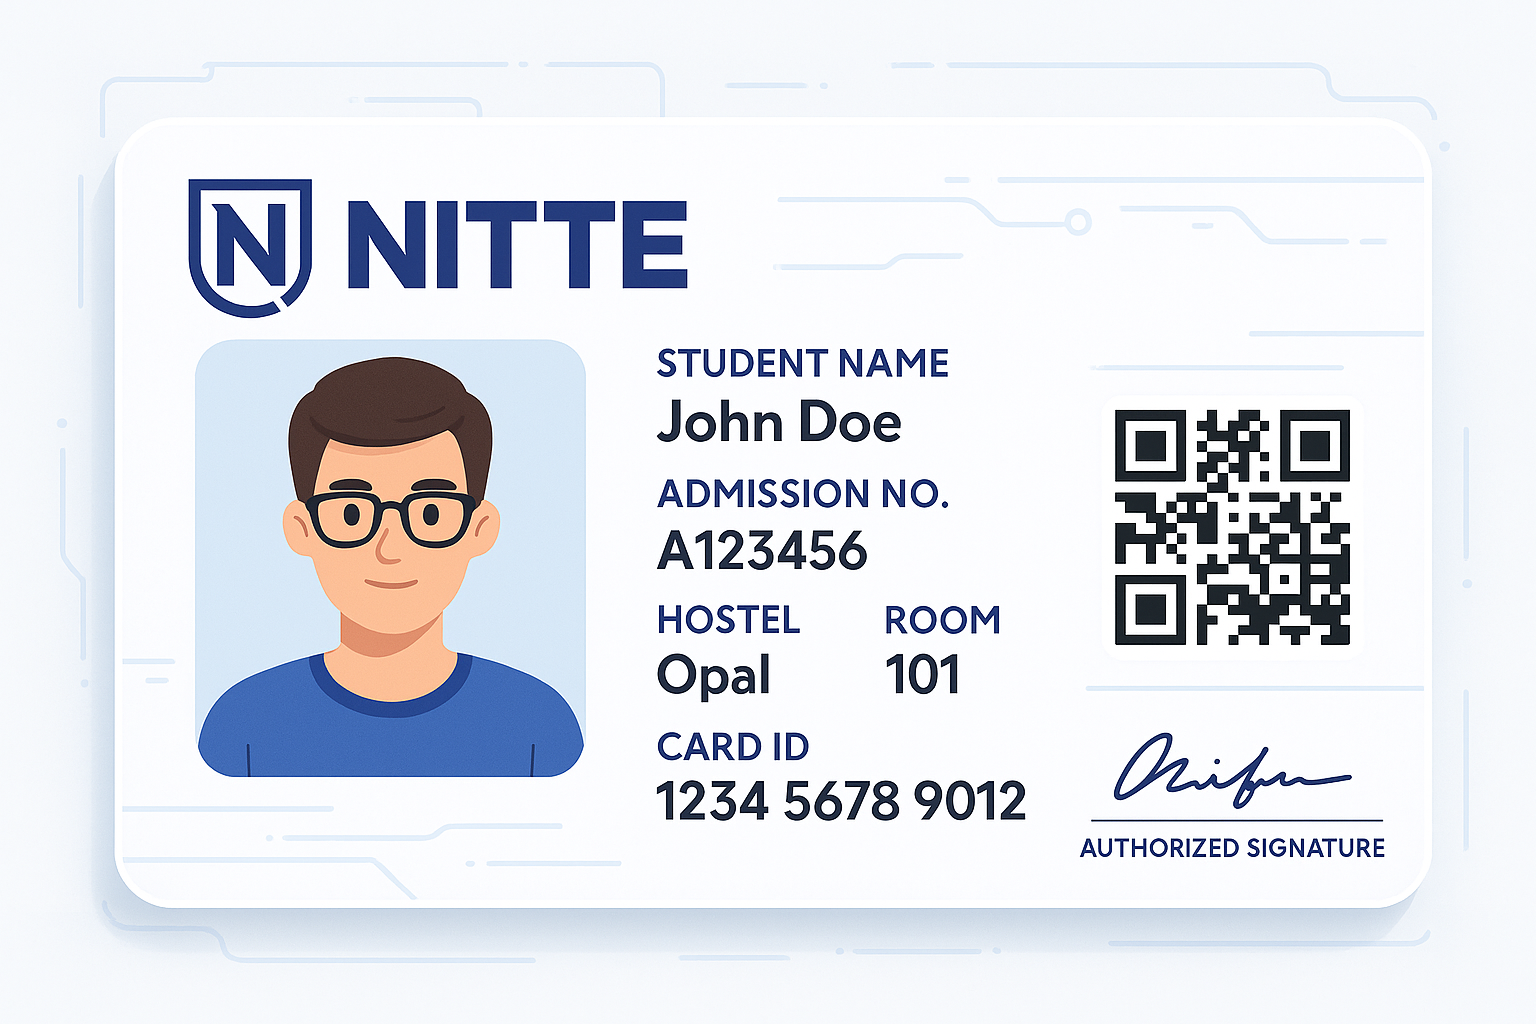 N NITTE
STUDENT NAME
John Doe
ADMISSION NO.
A123456
HOSTEL ROOM
Opal 101
CARD ID
1234 5678 9012
AUTHORIZED SIGNATURE